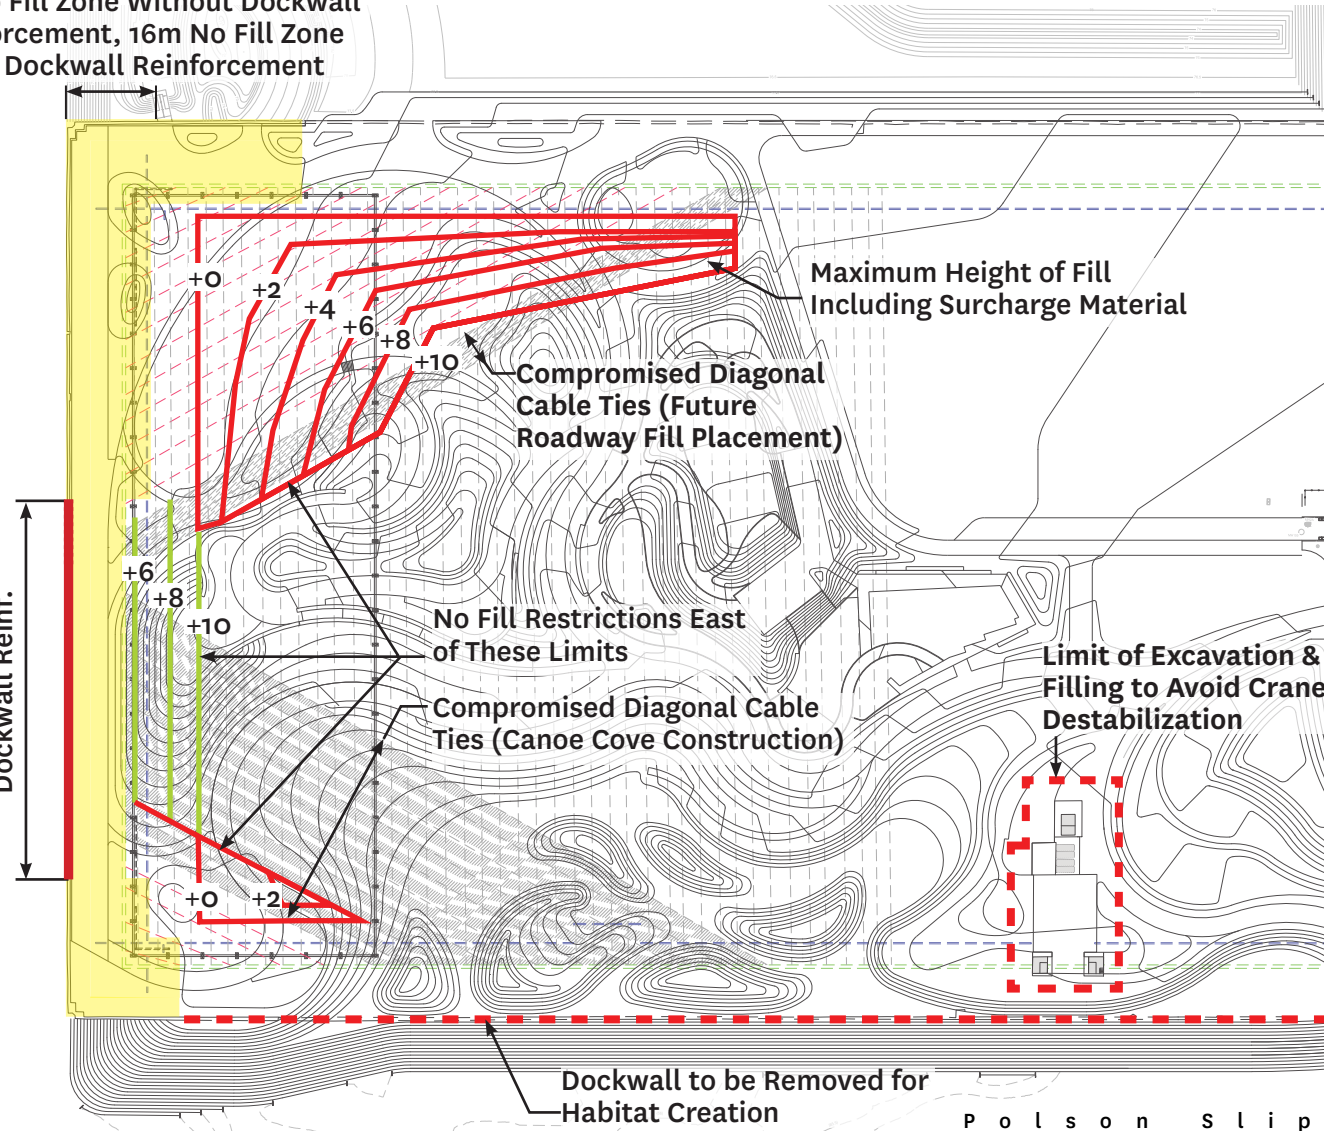 Fill Zone Without Dockwall
orcement, 16m No Fill Zone
Dockwall Reinforcement
+0
+2
+4
+6
+8
+10
Maximum Height of Fill
Including Surcharge Material
Compromised Diagonal
Cable Ties (Future
Roadway Fill Placement)
+6
+8
+10
Dockwall Reinf.
No Fill Restrictions East
of These Limits
Compromised Diagonal Cable
Ties (Canoe Cove Construction)
Limit of Excavation &
Filling to Avoid Crane
Destabilization
+0
+2
Dockwall to be Removed for
Habitat Creation
Polson Slip